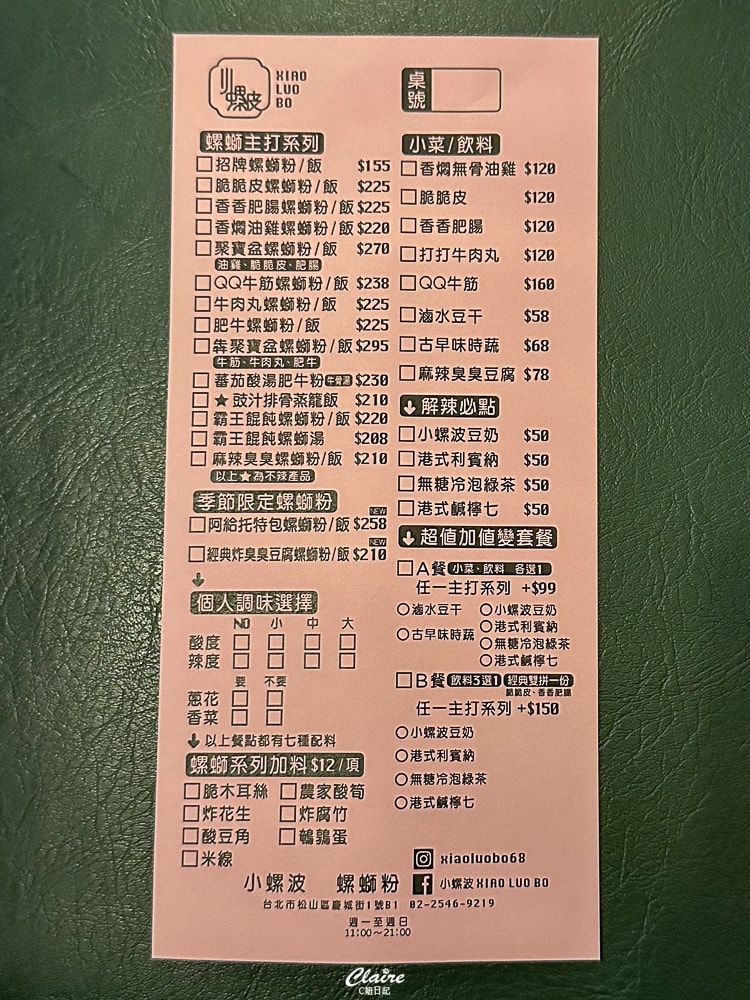 小螺波
XIAO
LUO
BO
桌號
螺螄主打系列
□招牌螺螄粉/飯 $155
□脆脆皮螺螄粉/飯 $225
□香香肥腸螺螄粉/飯 $225
□香燜油雞螺螄粉/飯 $220
□聚寶盆螺螄粉/飯 $270
油雞、脆脆皮、肥腸
□QQ牛筋螺螄粉/飯 $238
□牛肉丸螺螄粉/飯 $225
□肥牛螺螄粉/飯 $225
□犇聚寶盆螺螄粉/飯 $295
牛筋、牛肉丸、肥牛
□蕃茄酸湯肥牛粉 牛骨湯 $230
□★豉汁排骨蒸籠飯 $210
□霸王餛飩螺螄粉/飯 $220
□霸王餛飩螺螄湯 $208
□麻辣臭臭螺螄粉/飯 $210
以上★為不辣產品
季節限定螺螄粉
NEW
□阿給托特包螺螄粉/飯 $258
NEW
□經典炸臭臭豆腐螺螄粉/飯 $210
↓
個人調味選擇
NO 小 中 大
酸度 □ □ □ □
辣度 □ □ □ □
要 不要
蔥花 □ □
香菜 □ □
↓以上餐點都有七種配料
螺螄系列加料 $12/項
□脆木耳絲 □農家酸筍
□炸花生 □炸腐竹
□酸豆角 □鵪鶉蛋
□米線
小菜/飲料
□香燜無骨油雞 $120
□脆脆皮 $120
□香香肥腸 $120
□打打牛肉丸 $120
□QQ牛筋 $160
□滷水豆干 $58
□古早味時蔬 $68
□麻辣臭臭豆腐 $78
↓解辣必點
□小螺波豆奶 $50
□港式利賓納 $50
□無糖冷泡綠茶 $50
□港式鹹檸七 $50
↓超值加值變套餐
□A餐 小菜、飲料 各選1
任一主打系列 +$99
○滷水豆干 ○小螺波豆奶
○港式利賓納
○古早味時蔬 ○無糖冷泡綠茶
○港式鹹檸七
□B餐 飲料3選1 經典雙拼一份
脆脆皮、香香肥腸
任一主打系列 +$150
○小螺波豆奶
○港式利賓納
○無糖冷泡綠茶
○港式鹹檸七
xiaoluobo68
小螺波 螺螄粉 小螺波 XIAO LUO BO
台北市松山區慶城街1號B1 02-2546-9219
週一至週日
11:00~21:00
Claire
C妞日記